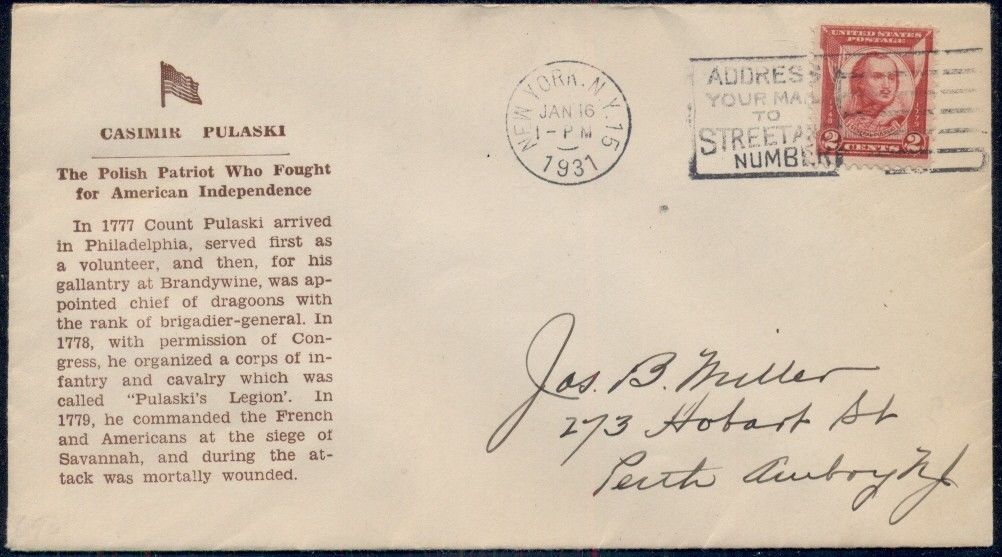 CASIMIR PULASKI
The Polish Patriot Who Fought
for American Independence
In 1777 Count Pulaski arrived
in Philadelphia, served first as
a volunteer, and then, for his
gallantry at Brandywine, was ap-
pointed chief of dragoons with
the rank of brigadier-general. In
1778, with permission of Con-
gress, he organized a corps of in-
fantry and cavalry which was
called "Pulaski's Legion'. In
1779, he commanded the French
and Americans at the siege of
Savannah, and during the at-
tack was mortally wounded.
NEW YORK, N.Y. 15
JAN 16
1-PM
1931
ADDRESS
YOUR MAIL
TO
STREET AND
NUMBER
UNITED STATES
POSTAGE
2 CENTS 2
Jas. B. Miller
273 Hobart St
Perth Amboy NJ